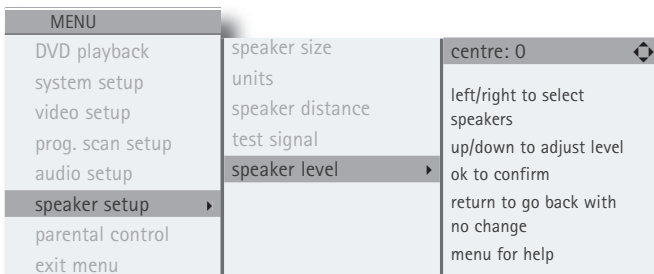 MENU
DVD playback
system setup
video setup
prog. scan setup
audio setup
speaker setup
parental control
exit menu
speaker size
units
speaker distance
test signal
speaker level
centre: 0
left/right to select
speakers
up/down to adjust level
ok to confirm
return to go back with
no change
menu for help